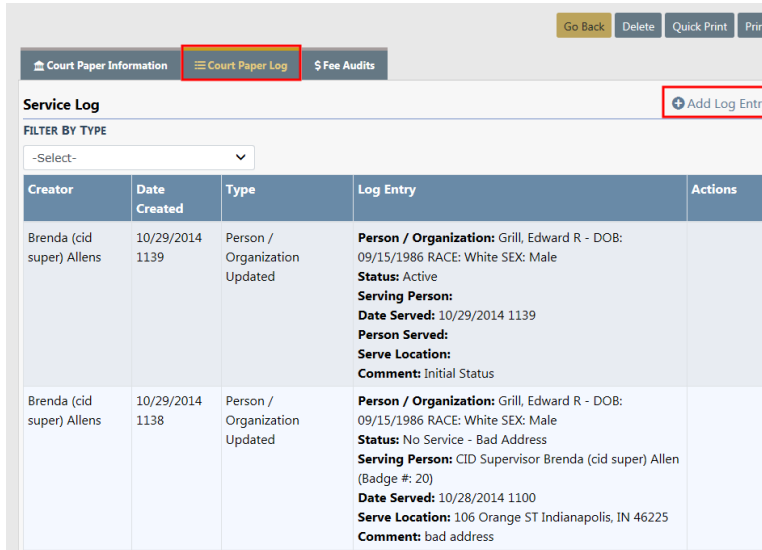 Go Back Delete Quick Print Prin
Court Paper Information Court Paper Log $ Fee Audits
Service Log
Add Log Entr
FILTER BY TYPE
-Select-
Creator Date Created Type Log Entry Actions
Brenda (cid super) Allens
10/29/2014 1139
Person / Organization Updated
Person / Organization: Grill, Edward R - DOB:
09/15/1986 RACE: White SEX: Male
Status: Active
Serving Person:
Date Served: 10/29/2014 1139
Person Served:
Serve Location:
Comment: Initial Status
Brenda (cid super) Allens
10/29/2014 1138
Person / Organization Updated
Person / Organization: Grill, Edward R - DOB:
09/15/1986 RACE: White SEX: Male
Status: No Service - Bad Address
Serving Person: CID Supervisor Brenda (cid super) Allen
(Badge #: 20)
Date Served: 10/28/2014 1100
Serve Location: 106 Orange ST Indianapolis, IN 46225
Comment: bad address